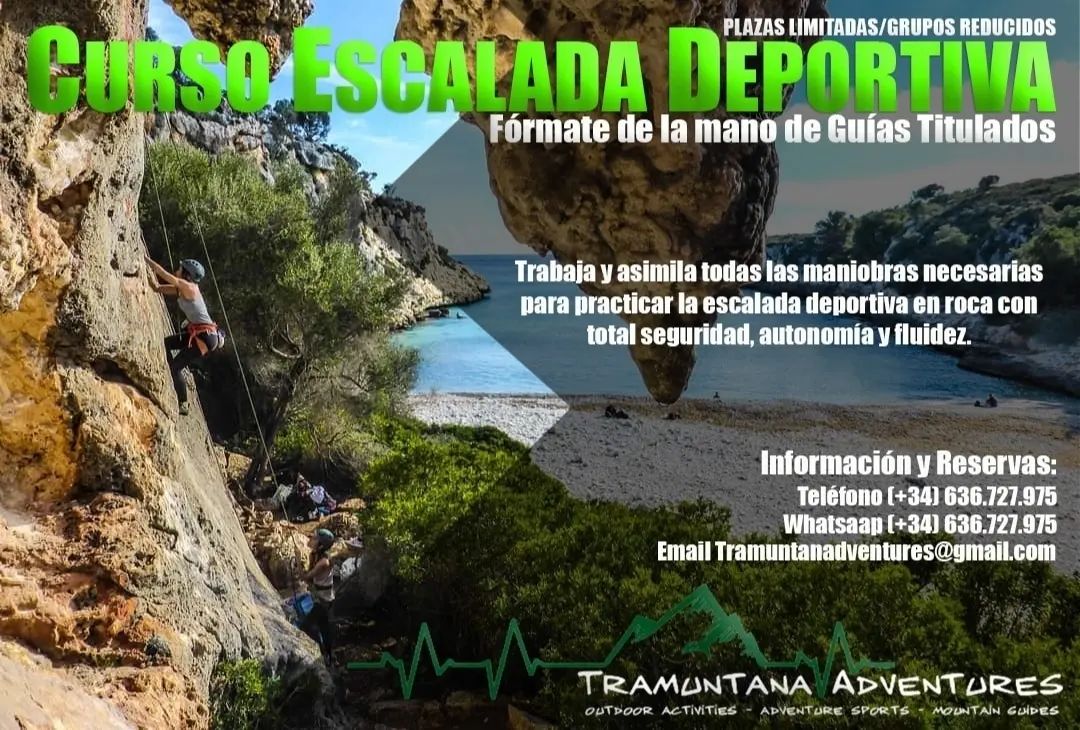 PLAZAS LIMITADAS/GRUPOS REDUCIDOS
CURSO ESCALADA DEPORTIVA
Fórmate de la mano de Guías Titulados
Trabaja y asimila todas las maniobras necesarias
para practicar la escalada deportiva en roca con
total seguridad, autonomía y fluidez.
Información y Reservas:
Teléfono (+34) 636.727.975
Whatsaap (+34) 636.727.975
Email Tramuntanadventures@gmail.com
TRAMUNTANA ADVENTURES
OUTDOOR ACTIVITIES - ADVENTURE SPORTS - MOUNTAIN GUIDES